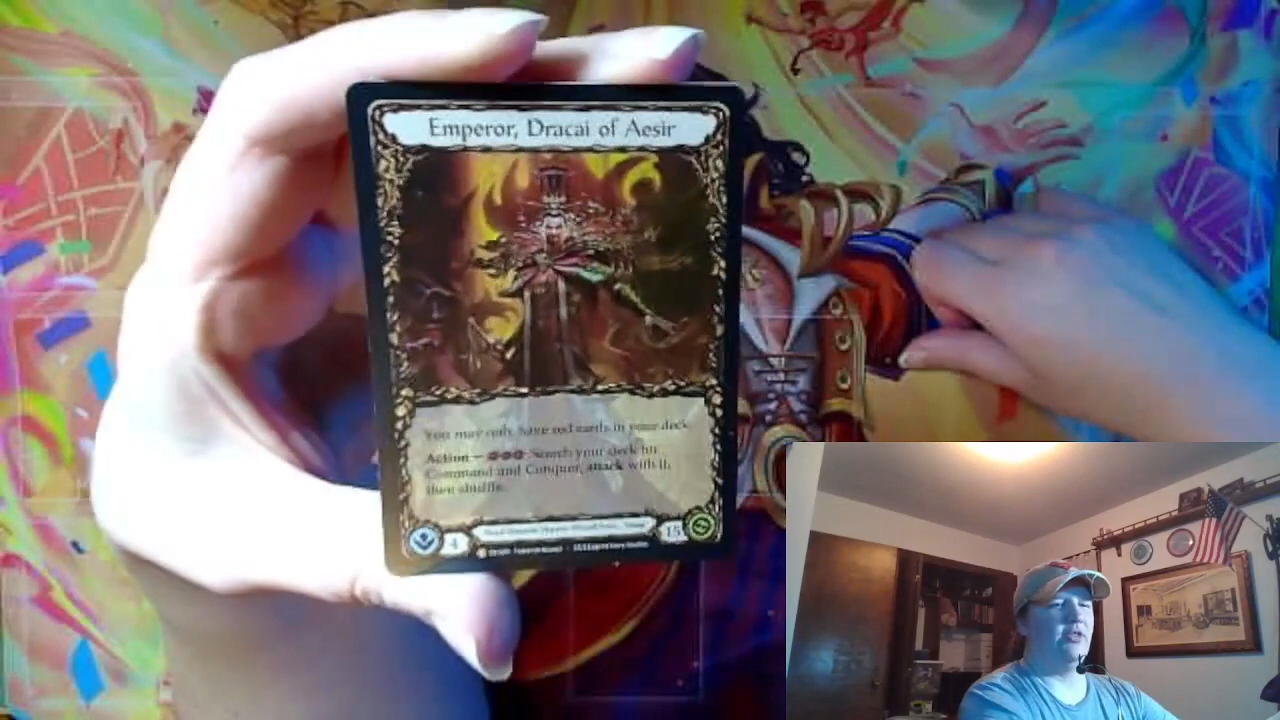 Emperor, Dracai of Aesir
You may only have red cards in your deck.
Action – Search your deck for
Command and Conquer, attack with it,
then shuffle.
4
15